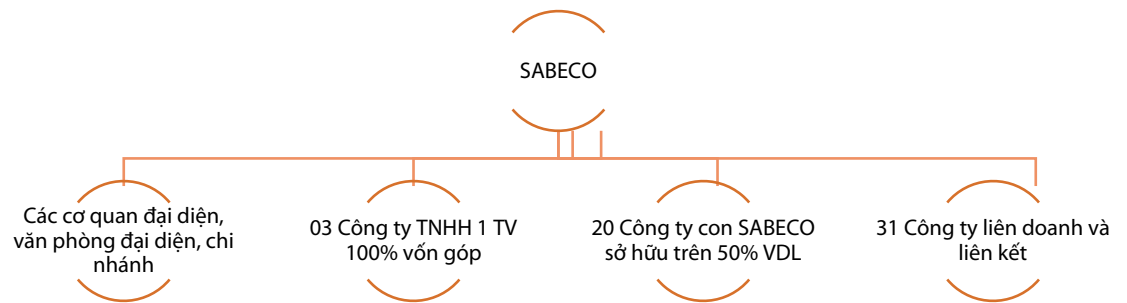 SABECO
Các cơ quan đại diện,
văn phòng đại diện, chi
nhánh
03 Công ty TNHH 1 TV
100% vốn góp
20 Công ty con SABECO
sở hữu trên 50% VDL
31 Công ty liên doanh và
liên kết